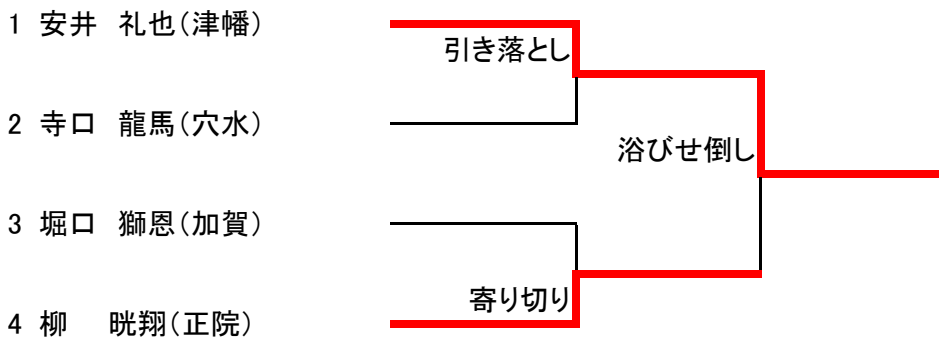 1 安井 礼也(津幡)
引き落とし
2 寺口 龍馬(穴水)
浴びせ倒し
3 堀口 獅恩(加賀)
寄り切り
4 柳 晄翔(正院)